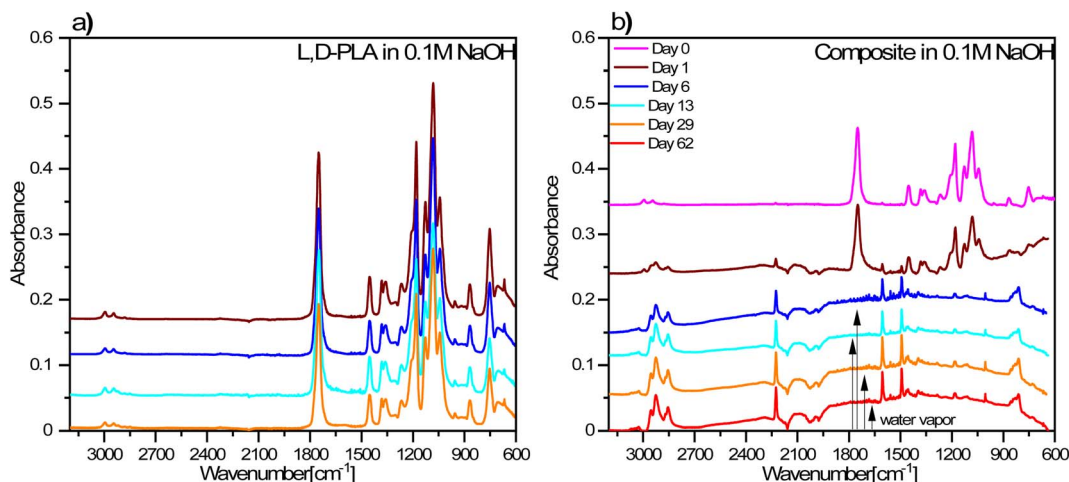 a)
L,D-PLA in 0.1M NaOH
0.6
0.5
0.4
0.3
0.2
0.1
0
Absorbance
3000 2700 2400 2100 1800 1500 1200 900 600
Wavenumber[cm⁻¹]
b)
Composite in 0.1M NaOH
Day 0
Day 1
Day 6
Day 13
Day 29
Day 62
0.6
0.5
0.4
0.3
0.2
0.1
0
Absorbance
water vapor
3000 2700 2400 2100 1800 1500 1200 900 600
Wavenumber[cm⁻¹]